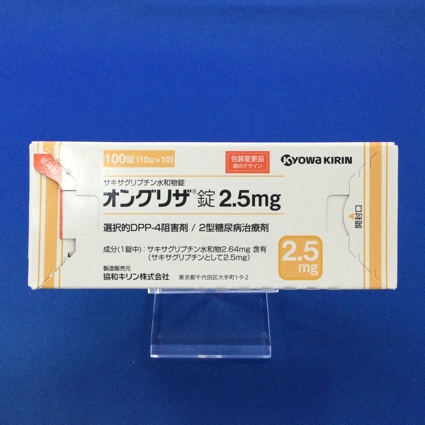 100錠(10錠×10)
包装変更品
箱のデザイン
KYOWA KIRIN
サキサグリプチン水和物錠
オングリザ®錠2.5mg
選択的DPP-4阻害剤/2型糖尿病治療剤
成分(1錠中):サキサグリプチン水和物2.64mg 含有
(サキサグリプチンとして2.5mg)
製造販売元
協和キリン株式会社 東京都千代田区大手町1-9-2
2.5
mg
開封口